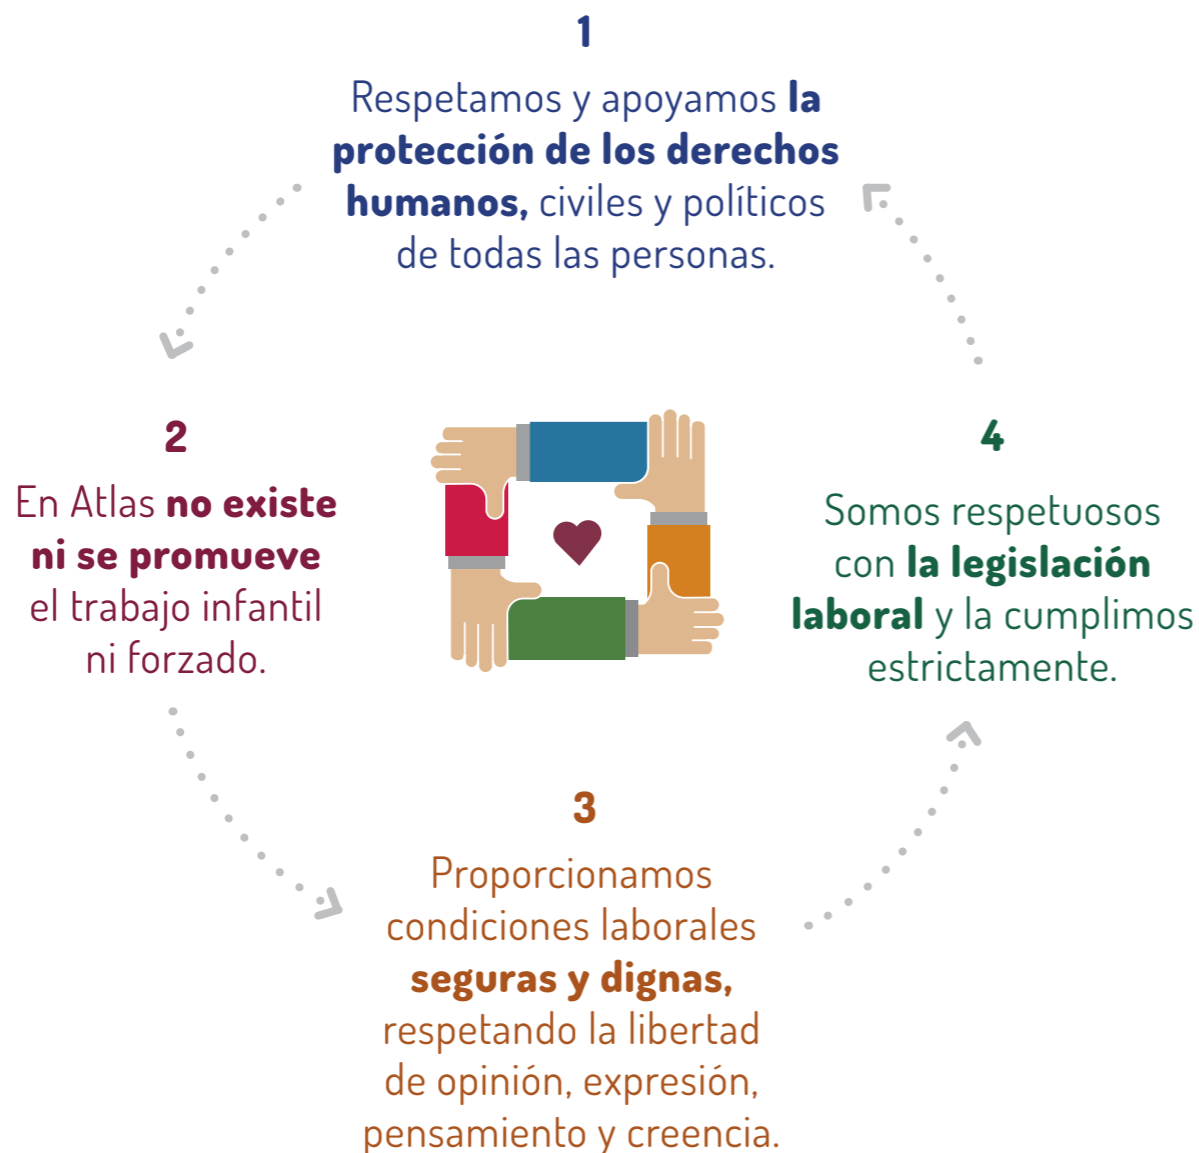 1
Respetamos y apoyamos la
protección de los derechos
humanos, civiles y políticos
de todas las personas.
2
En Atlas no existe
ni se promueve
el trabajo infantil
ni forzado.
3
Proporcionamos
condiciones laborales
seguras y dignas,
respetando la libertad
de opinión, expresión,
pensamiento y creencia.
4
Somos respetuosos
con la legislación
laboral y la cumplimos
estrictamente.